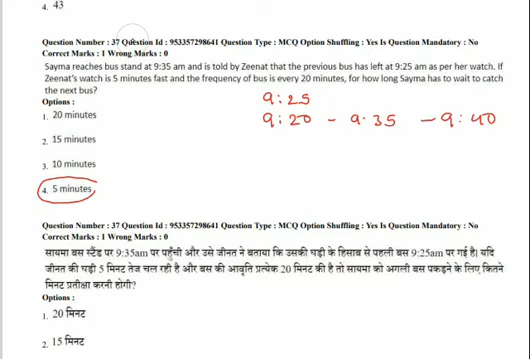 4. 43
Question Number : 37 Question Id : 953357298641 Question Type : MCQ Option Shuffling : Yes Is Question Mandatory : No
Correct Marks : 1 Wrong Marks : 0
Sayma reaches bus stand at 9:35 am and is told by Zeenat that the previous bus has left at 9:25 am as per her watch. If
Zeenat's watch is 5 minutes fast and the frequency of bus is every 20 minutes, for how long Sayma has to wait to catch
the next bus?
Options :
9:25
1. 20 minutes
9:20 - 9.35 - 9:40
2. 15 minutes
3. 10 minutes
4. 5 minutes
Question Number : 37 Question Id : 953357298641 Question Type : MCQ Option Shuffling : Yes Is Question Mandatory : No
Correct Marks : 1 Wrong Marks : 0
सायमा बस स्टैंड पर 9:35am पर पहुँची और उसे जीनत ने बताया कि उसकी घड़ी के हिसाब से पहली बस 9:25am पर गई है। यदि
जीनत की घड़ी 5 मिनट तेज चल रही है और बस की आवृति प्रत्येक 20 मिनट की है तो सायमा को अगली बस पकड़ने के लिए कितने
मिनट प्रतीक्षा करनी होगी?
Options :
1. 20 मिनट
2. 15 मिनट